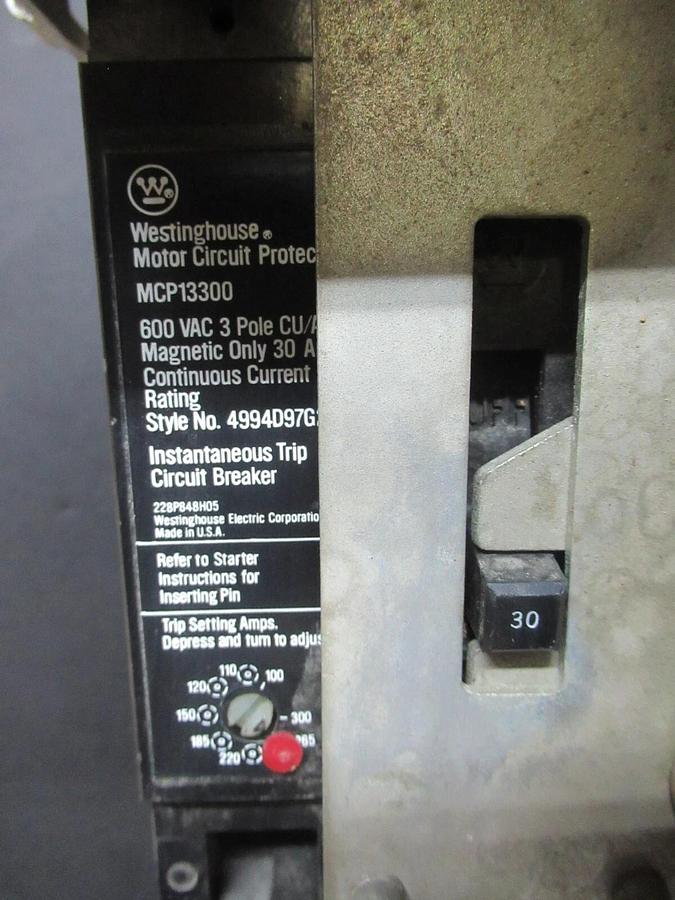 W®
Westinghouse®
Motor Circuit Protec
MCP13300
600 VAC 3 Pole CU/A
Magnetic Only 30 A
Continuous Current
Rating
Style No. 4994D97G
Instantaneous Trip
Circuit Breaker
228P848H05
Westinghouse Electric Corporatio
Made in U.S.A.
Refer to Starter
Instructions for
Inserting Pin
Trip Setting Amps.
Depress and turn to adjus
110
100
120
150
300
185
65
220
OFF
30